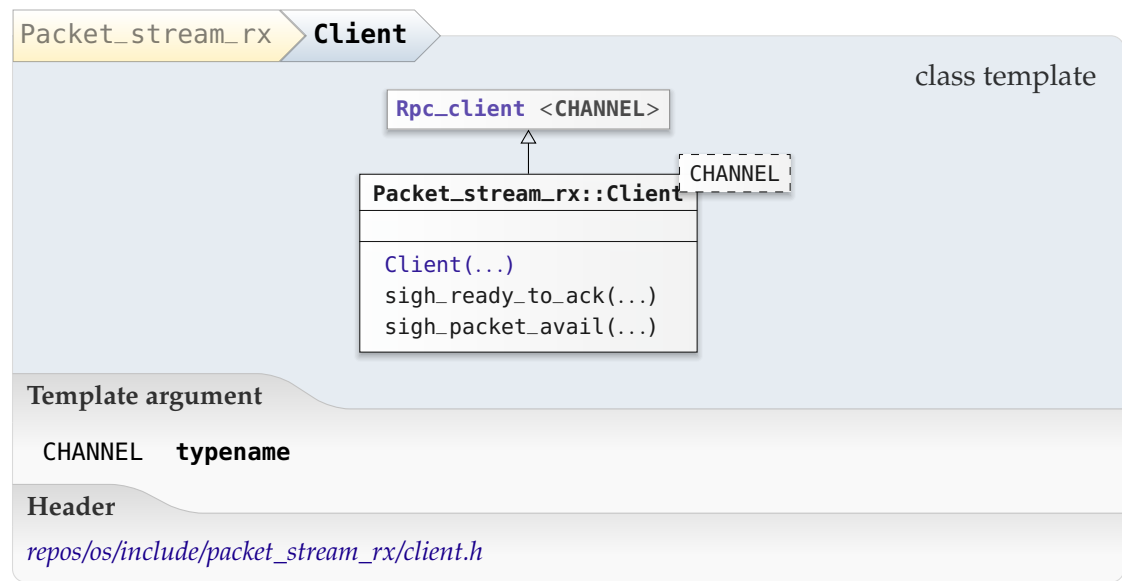 Packet_stream_rx Client
class template
Rpc_client <CHANNEL>
CHANNEL
Packet_stream_rx::Client
Client(...)
sigh_ready_to_ack(...)
sigh_packet_avail(...)
Template argument
CHANNEL typename
Header
repos/os/include/packet_stream_rx/client.h